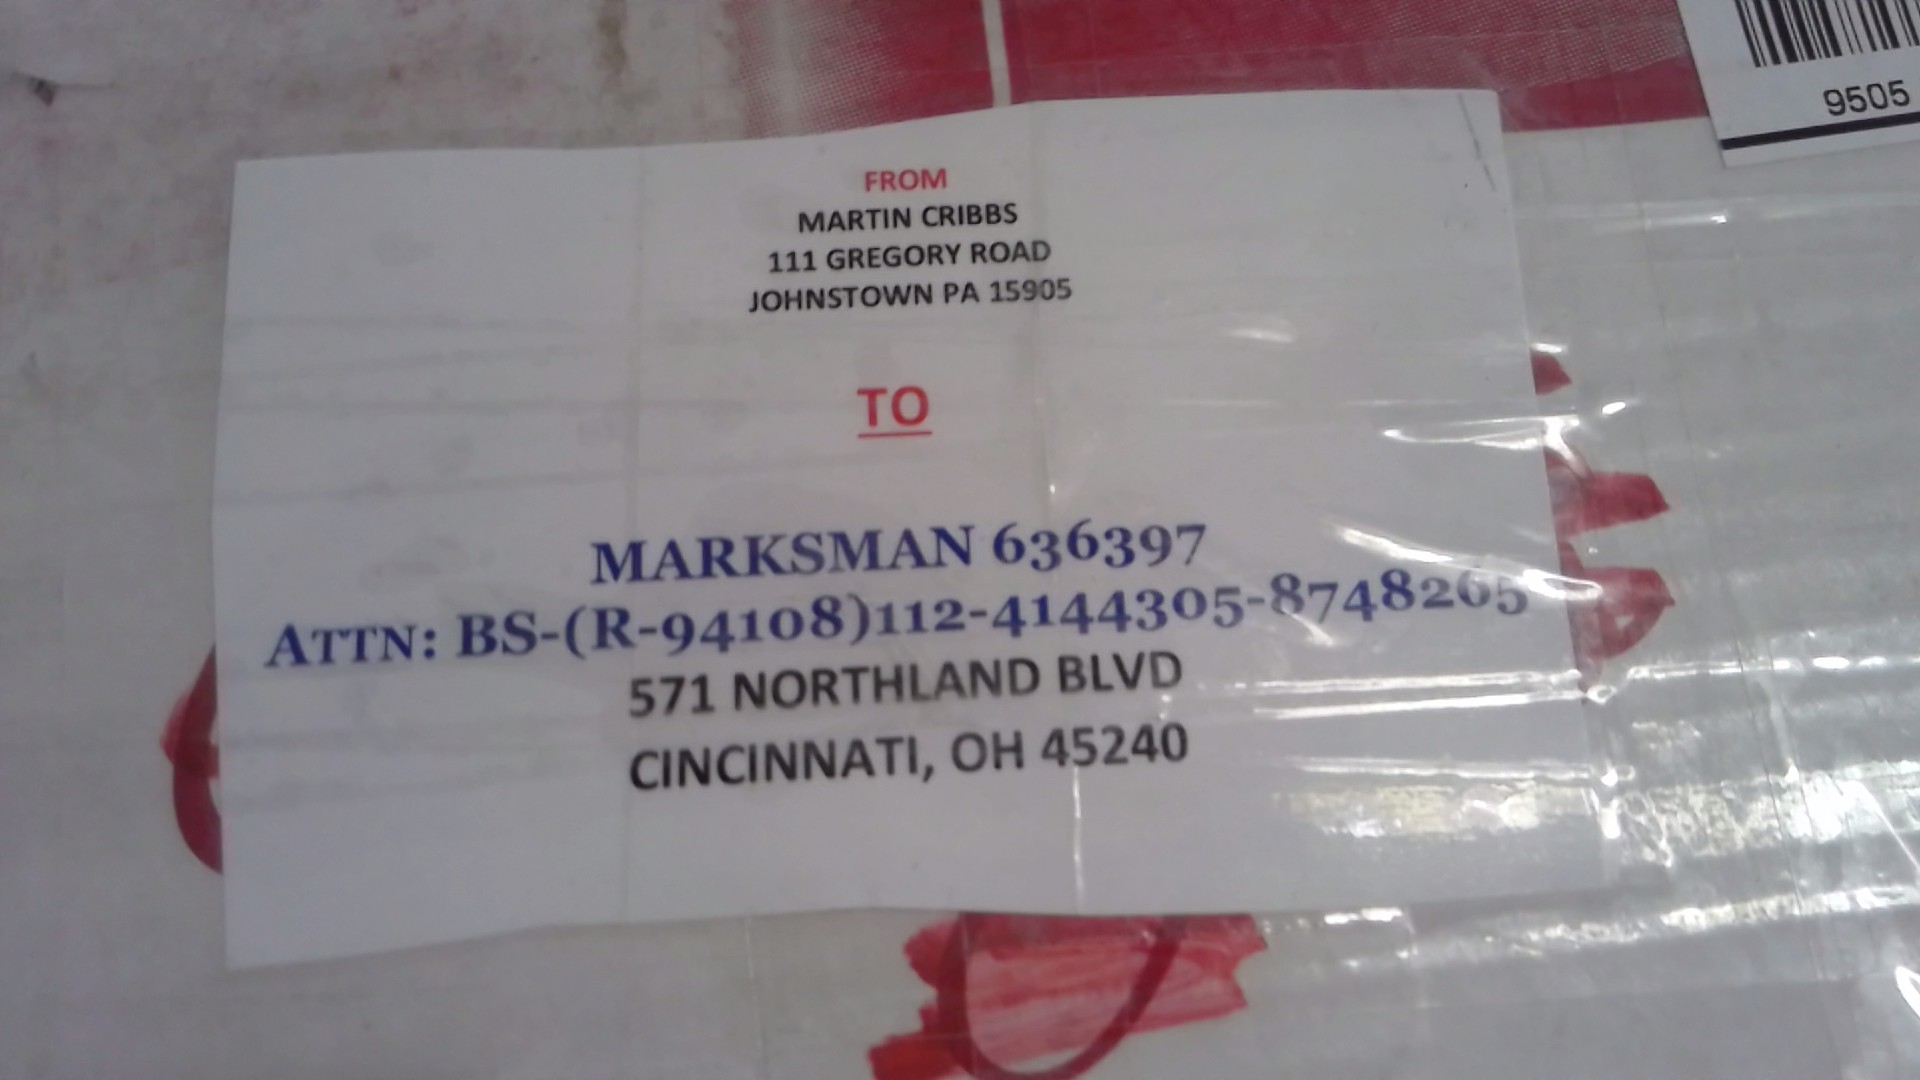 9505
FROM
MARTIN CRIBBS
111 GREGORY ROAD
JOHNSTOWN PA 15905
TO
MARKSMAN 636397
ATTN: BS-(R-94108)112-4144305-8748265
571 NORTHLAND BLVD
CINCINNATI, OH 45240